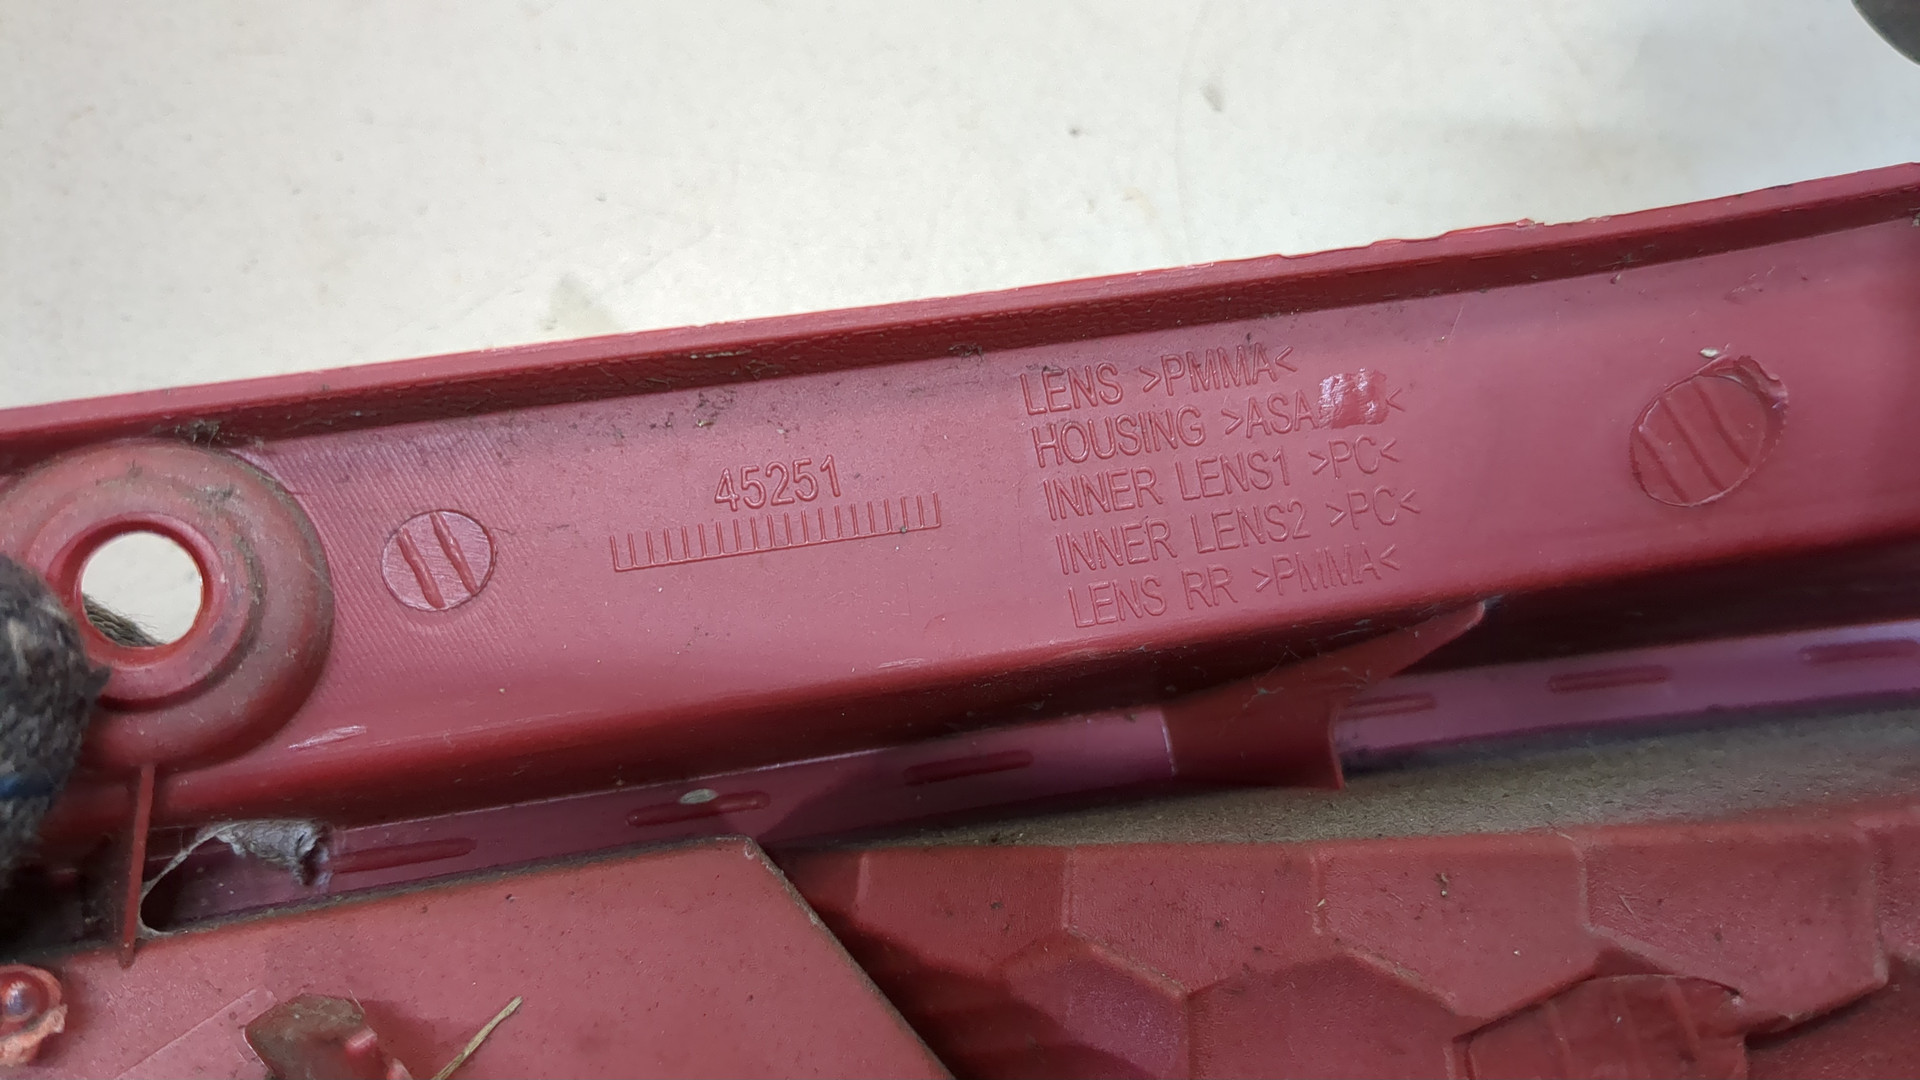 45251
LENS >PMMA<
HOUSING >ASA <
INNER LENS1 >PC<
INNER LENS2 >PC<
LENS RR >PMMA<